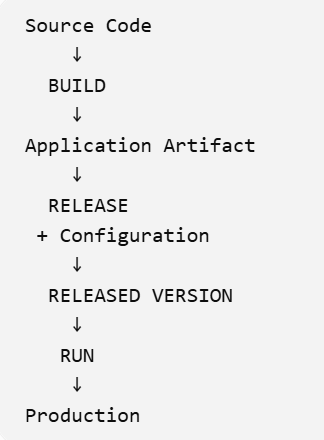 Source Code
↓
BUILD
↓
Application Artifact
↓
RELEASE
+ Configuration
↓
RELEASED VERSION
↓
RUN
↓
Production